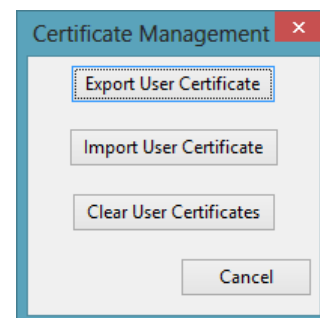 Certificate Management
Export User Certificate
Import User Certificate
Clear User Certificates
Cancel